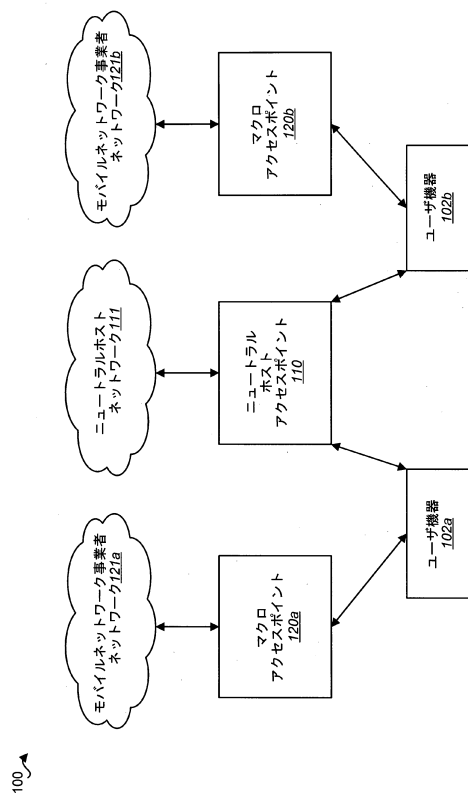 100
モバイルネットワーク事業者
ネットワーク121a
ニュートラルホスト
ネットワーク111
モバイルネットワーク事業者
ネットワーク121b
マクロ
アクセスポイント
120a
ニュートラル
ホスト
アクセスポイント
110
マクロ
アクセスポイント
120b
ユーザ機器
102a
ユーザ機器
102b